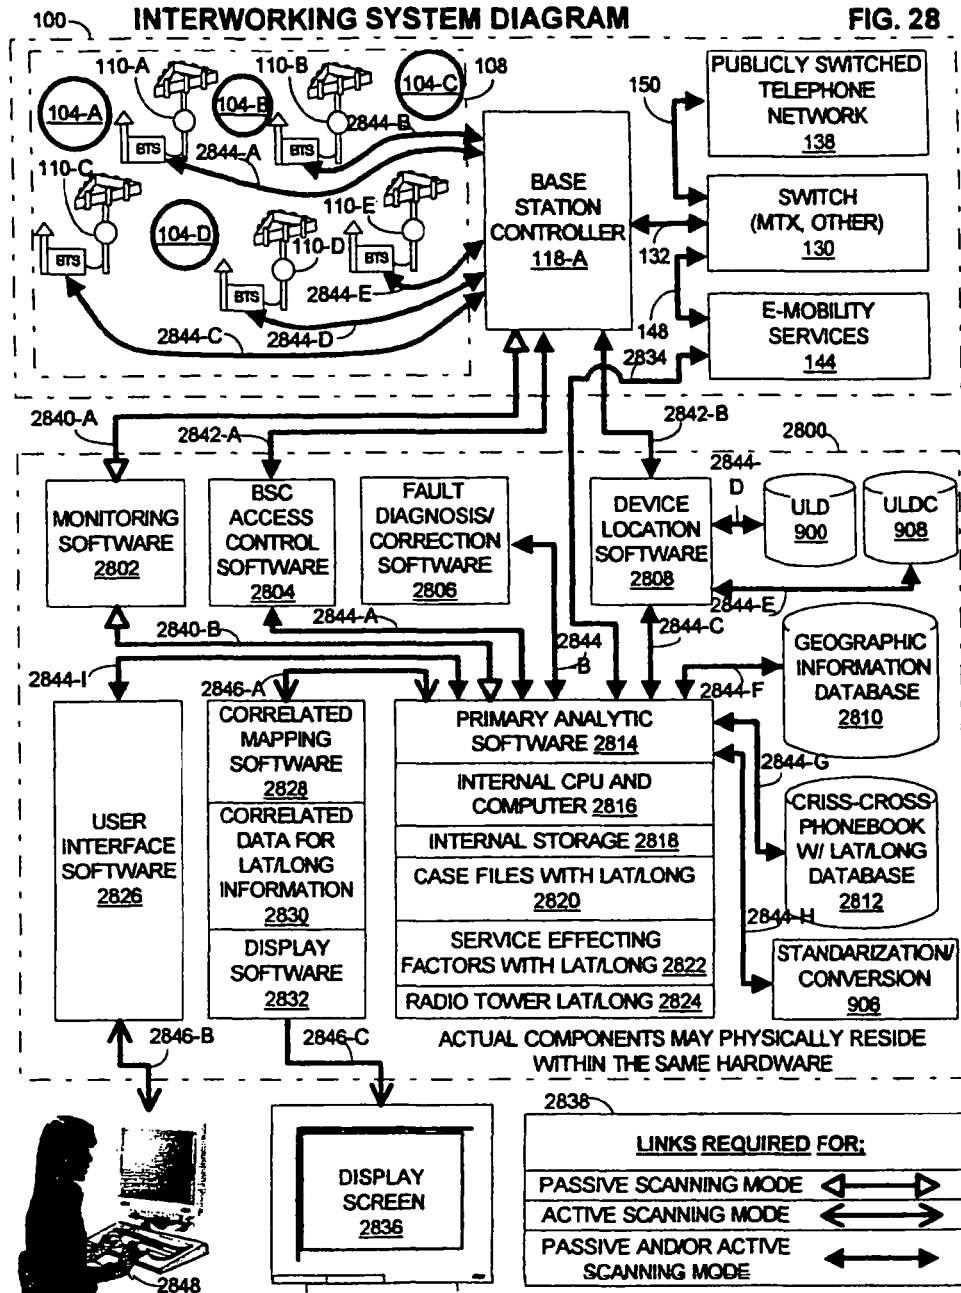 INTERWORKING SYSTEM DIAGRAM
FIG. 28
100
110-A
110-B
104-C
108
104-A
104-B
2844-B
BTS
BTS
2844-A
110-C
110-E
104-D
110-D
BTS
BTS
BTS
2844-E
2844-C
2844-D
BASE
STATION
CONTROLLER
118-A
150
PUBLICLY SWITCHED
TELEPHONE
NETWORK
138
SWITCH
(MTX, OTHER)
130
132
148
E-MOBILITY
SERVICES
144
2834
2840-A
2842-A
2842-B
2800
MONITORING
SOFTWARE
2802
BSC
ACCESS
CONTROL
SOFTWARE
2804
FAULT
DIAGNOSIS/
CORRECTION
SOFTWARE
2806
DEVICE
LOCATION
SOFTWARE
2808
2844-
D
ULD
900
ULDC
908
2844-E
2840-B
2844-A
2844
B
2844-C
2844-I
2846-A
2844-F
GEOGRAPHIC
INFORMATION
DATABASE
2810
USER
INTERFACE
SOFTWARE
2826
CORRELATED
MAPPING
SOFTWARE
2828
CORRELATED
DATA FOR
LAT/LONG
INFORMATION
2830
DISPLAY
SOFTWARE
2832
PRIMARY ANALYTIC
SOFTWARE 2814
INTERNAL CPU AND
COMPUTER 2816
INTERNAL STORAGE 2818
CASE FILES WITH LAT/LONG
2820
SERVICE EFFECTING
FACTORS WITH LAT/LONG 2822
RADIO TOWER LAT/LONG 2824
2844-G
CRISS-CROSS
PHONEBOOK
W/ LAT/LONG
DATABASE
2812
2844-H
STANDARIZATION/
CONVERSION
906
2846-B
2846-C
ACTUAL COMPONENTS MAY PHYSICALLY RESIDE
WITHIN THE SAME HARDWARE
2848
DISPLAY
SCREEN
2836
2838
LINKS REQUIRED FOR;
PASSIVE SCANNING MODE
ACTIVE SCANNING MODE
PASSIVE AND/OR ACTIVE
SCANNING MODE